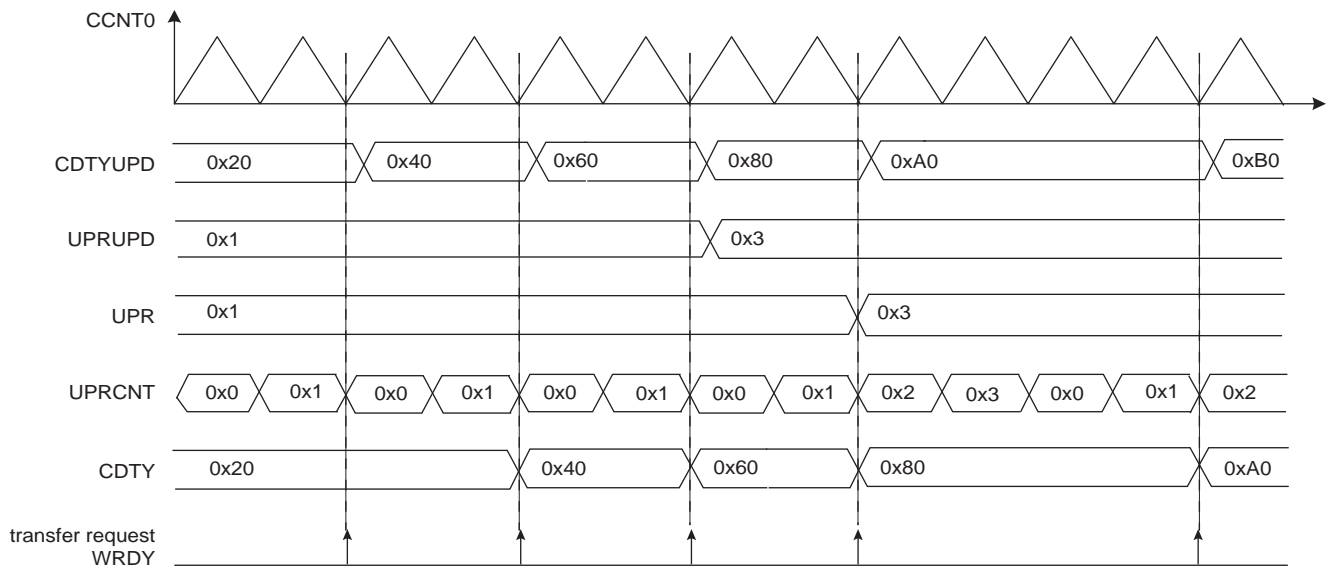 CCNT0
CDTYUPD 0x20 0x40 0x60 0x80 0xA0 0xB0
UPRUPD 0x1 0x3
UPR 0x1 0x3
UPRCNT 0x0 0x1 0x0 0x1 0x0 0x1 0x0 0x1 0x2 0x3 0x0 0x1 0x2
CDTY 0x20 0x40 0x60 0x80 0xA0
transfer request
WRDY